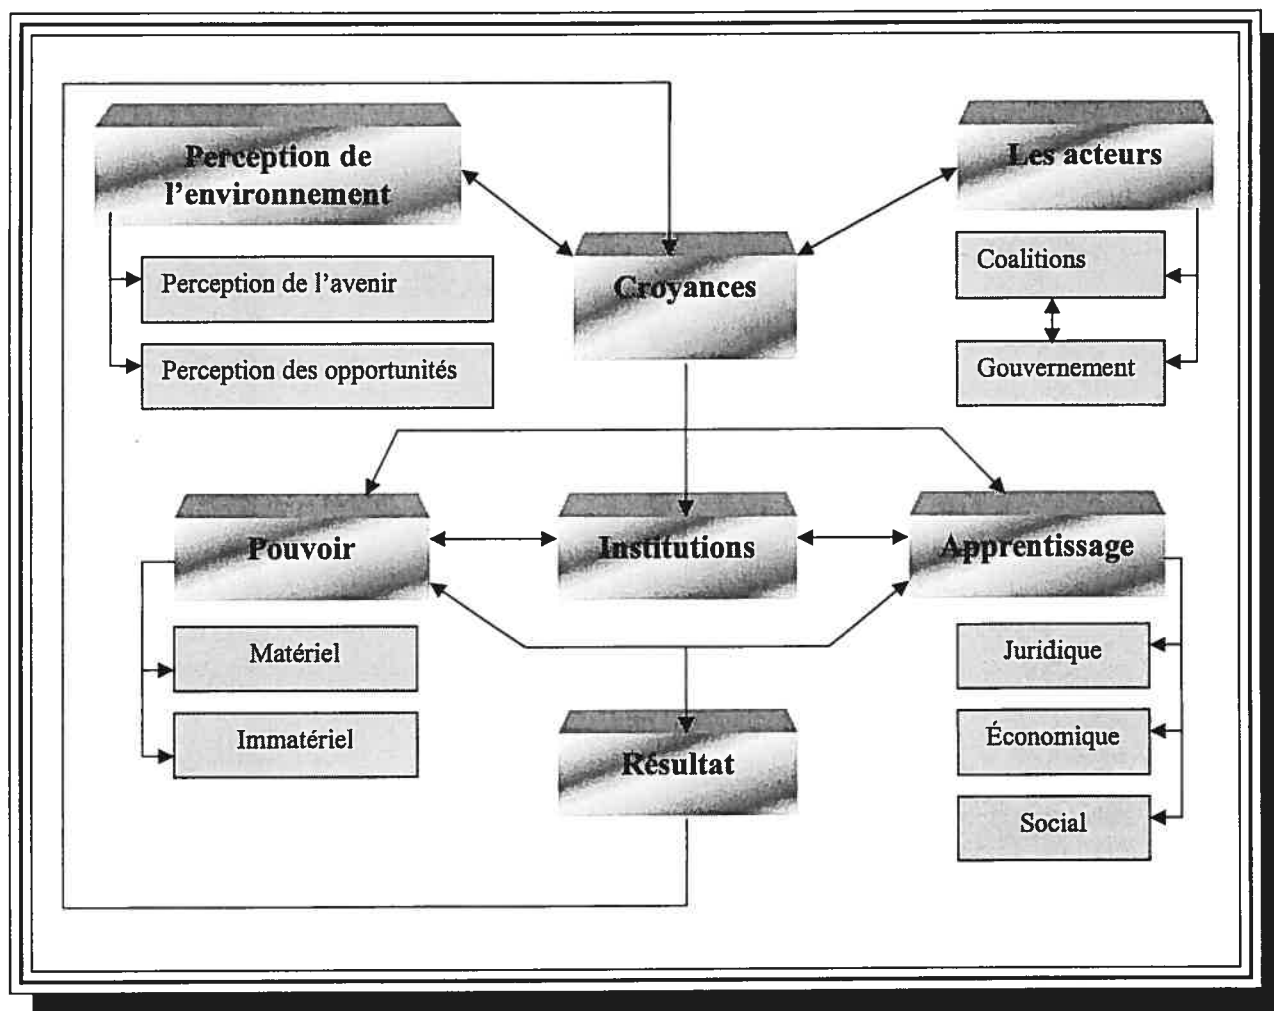 Perception de
l'environnement
Les acteurs
Perception de l'avenir
Perception des opportunités
Croyances
Coalitions
Gouvernement
Pouvoir
Institutions
Apprentissage
Matériel
Immatériel
Résultat
Juridique
Économique
Social